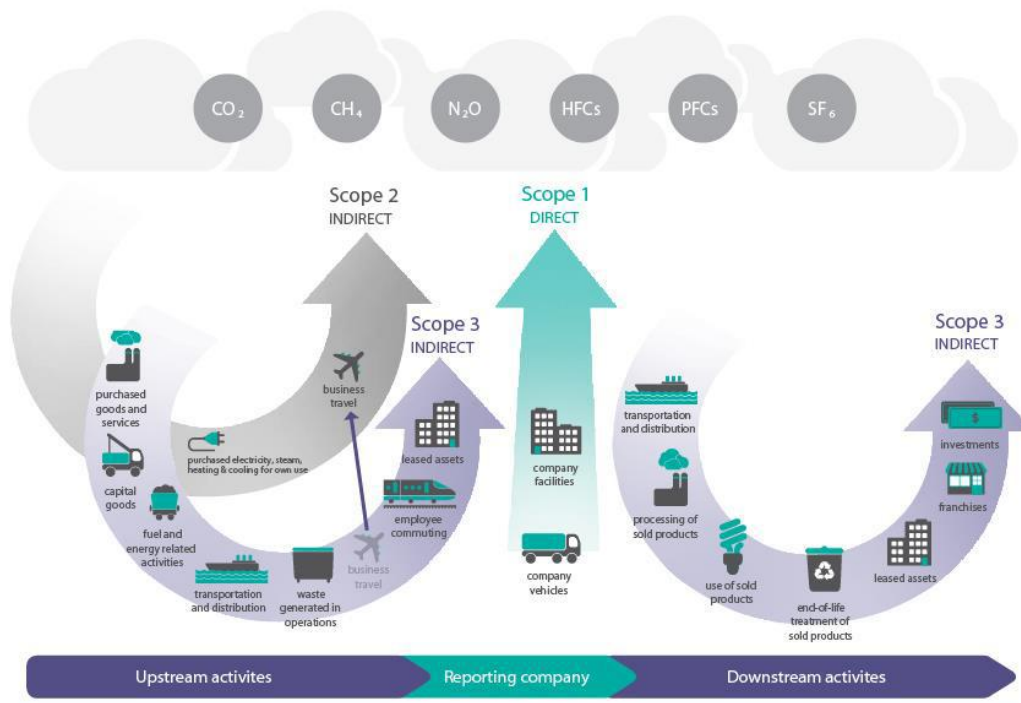 CO₂
CH₄
N₂O
HFCs
PFCs
SF₆
Scope 2
INDIRECT
Scope 1
DIRECT
Scope 3
INDIRECT
Scope 3
INDIRECT
purchased
goods and
services
capital
goods
fuel and
energy related
activities
purchased electricity, steam,
heating & cooling for own use
transportation
and distribution
waste
generated in
operations
business
travel
business
travel
employee
commuting
leased assets
company
facilities
company
vehicles
transportation
and distribution
processing of
sold products
use of sold
products
end-of-life
treatment of
sold products
leased assets
franchises
investments
$
Upstream activites
Reporting company
Downstream activites